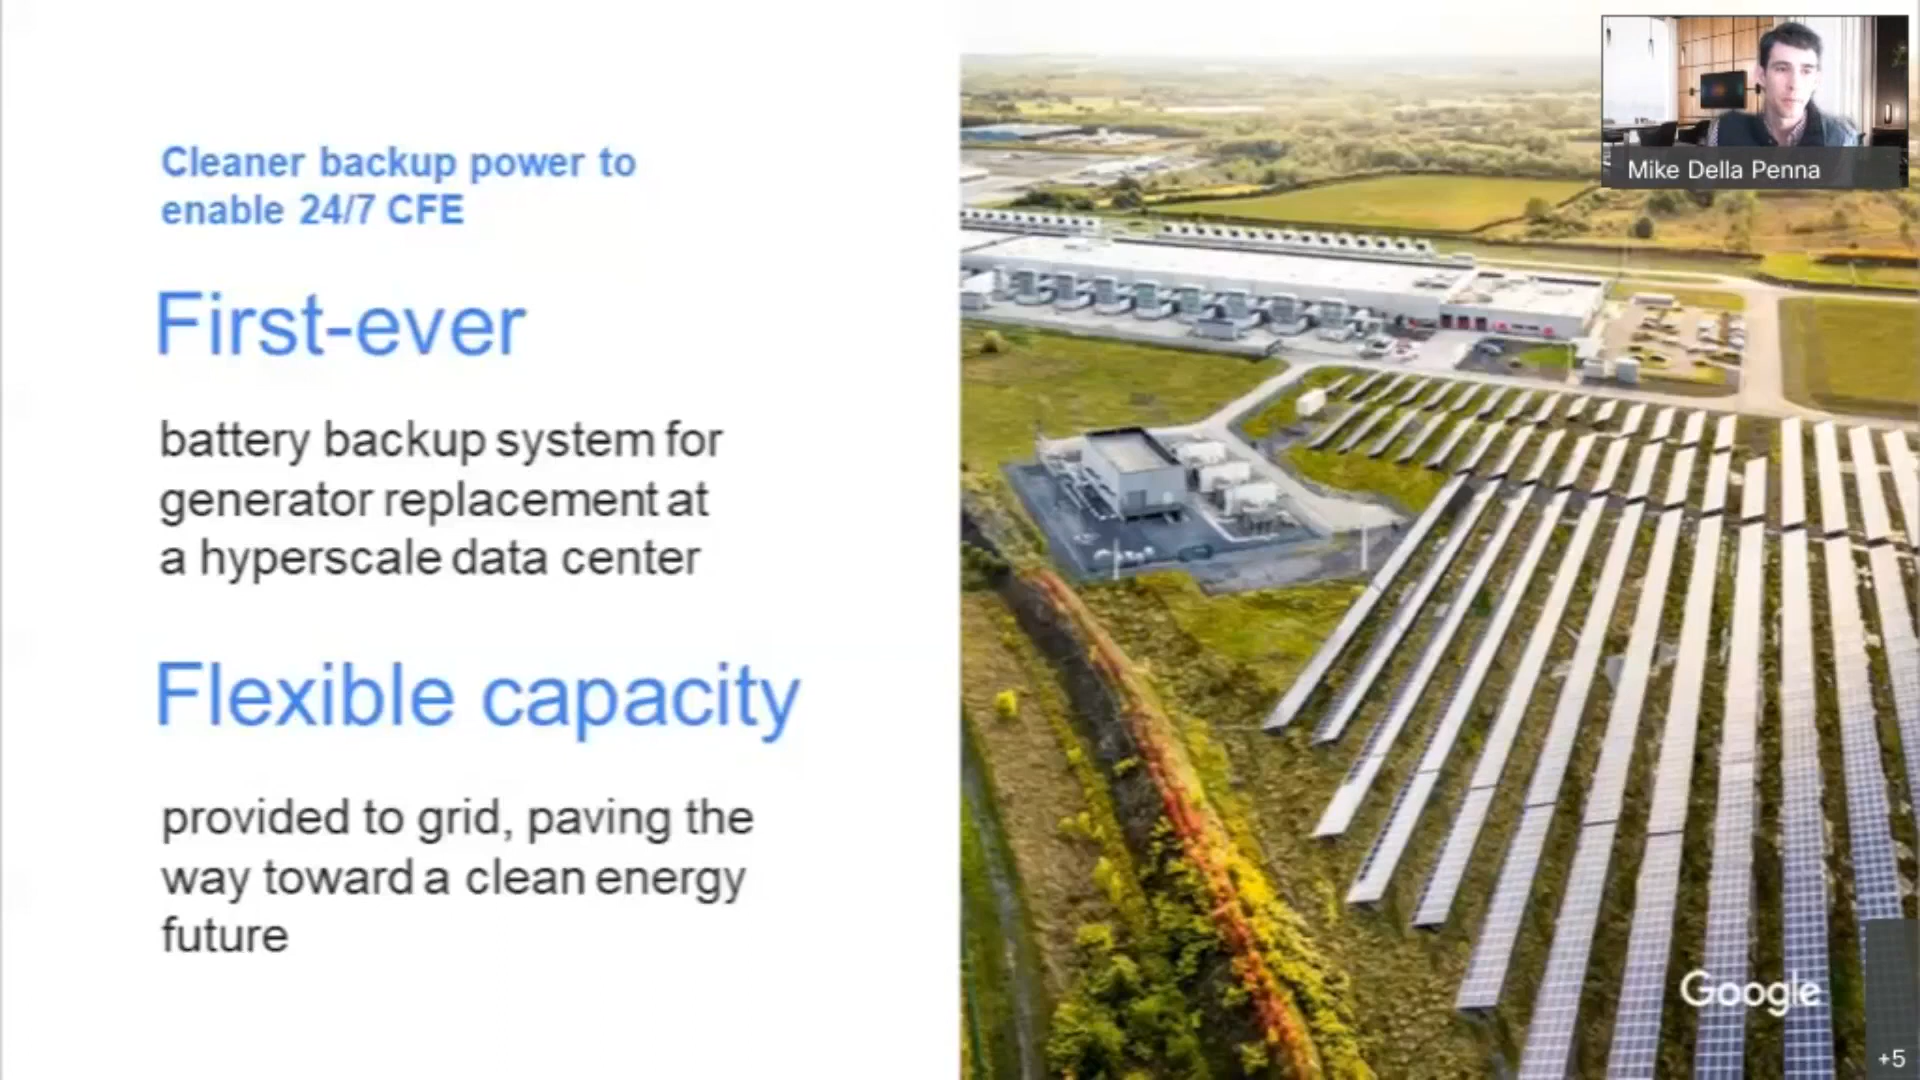 Cleaner backup power to
enable 24/7 CFE
First-ever
battery backup system for
generator replacement at
a hyperscale data center
Flexible capacity
provided to grid, paving the
way toward a clean energy
future
Mike Della Penna
Google
+5